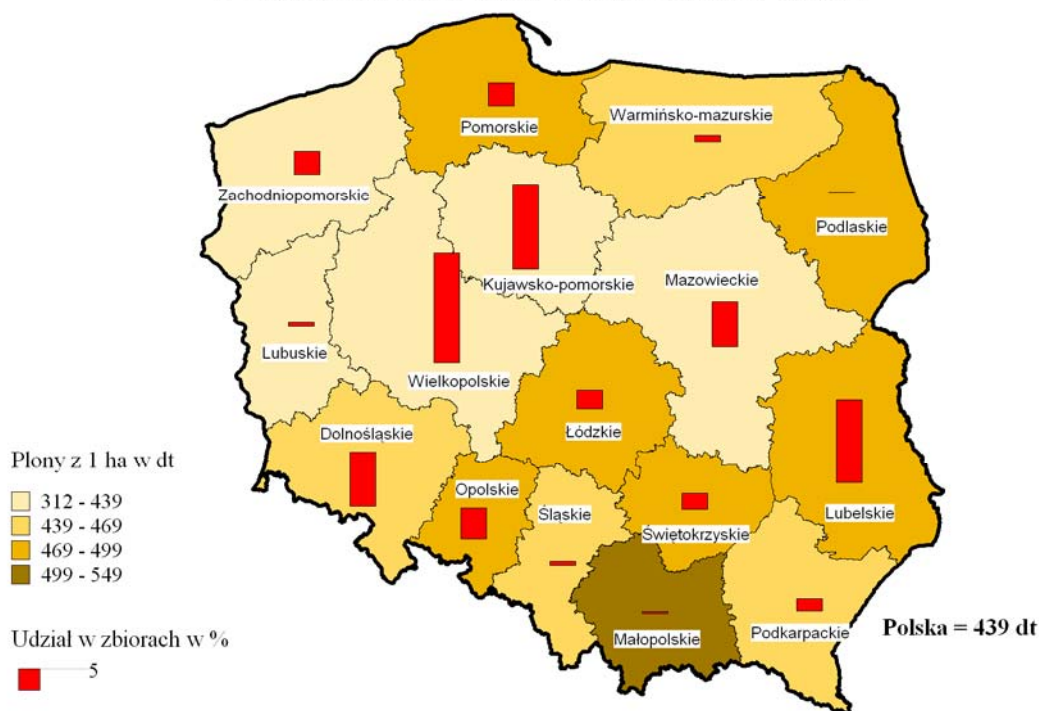 Pomorskie
Warmińsko-mazurskie
Zachodniopomorskie
Podlaskie
Kujawsko-pomorskie
Mazowieckie
Lubuskie
Wielkopolskie
Dolnośląskie
Łódzkie
Plony z 1 ha w dt
312 - 439
439 - 469
469 - 499
499 - 549
Opolskie
Śląskie
Świętokrzyskie
Lubelskie
Małopolskie
Podkarpackie
Polska = 439 dt
Udział w zbiorach w %
5